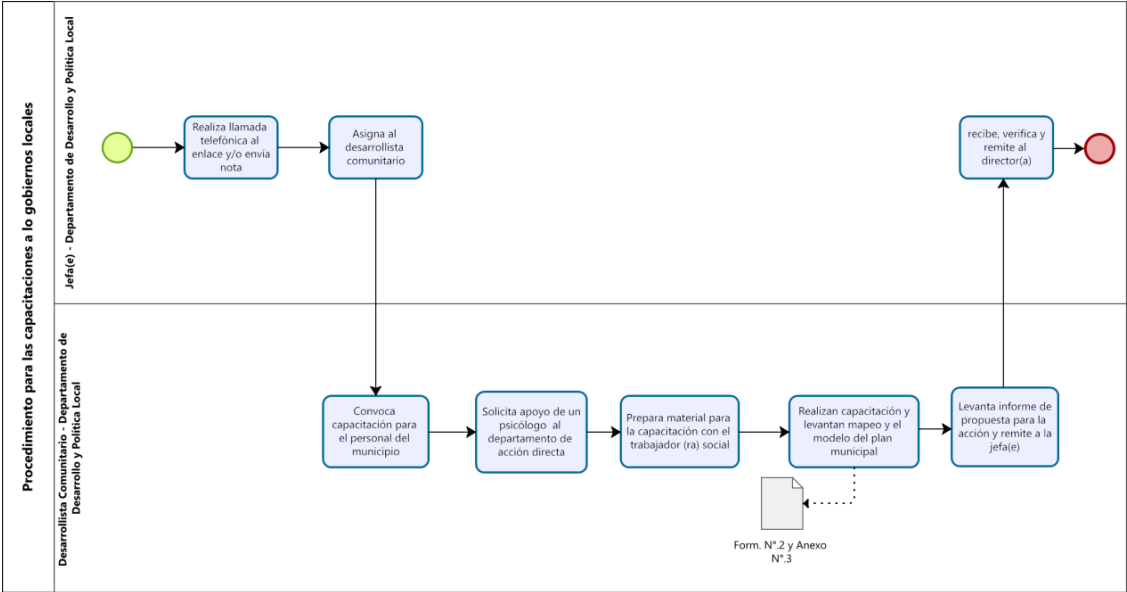 Procedimiento para las capacitaciones a lo gobiernos locales
Jefa(e) - Departamento de Desarrollo y Política Local
Realiza llamada
telefónica al
enlace y/o envía
nota
Asigna al
desarrollista
comunitario
recibe, verifica y
remite al
director(a)
Desarrollista Comunitario - Departamento de
Desarrollo y Política Local
Convoca
capacitación para
el personal del
municipio
Solicita apoyo de un
psicólogo al
departamento de
acción directa
Prepara material para
la capacitación con el
trabajador (ra) social
Realizan capacitación y
levantan mapeo y el
modelo del plan
municipal
Levanta informe de
propuesta para la
acción y remite a la
jefa(e)
Form. N°.2 y Anexo
N°.3